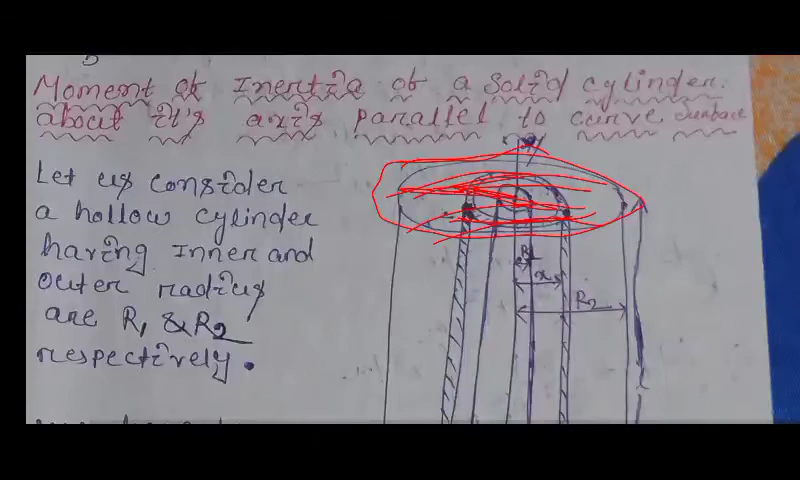 Moment of Inertia of a Solid cylinder.
about it's axis parallel to curve surface
Let us consider
a hollow cylinder
having Inner and
outer radius
are R1 & R2
respectively.
x
R2